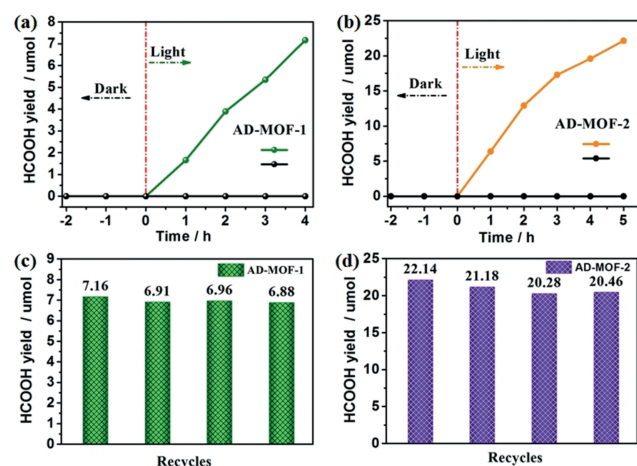 (a)
HCOOH yield / umol
8
7
6
5
4
3
2
1
0
Light
Dark
AD-MOF-1
-2 -1 0 1 2 3 4
Time / h
(b)
HCOOH yield / umol
25
20
15
10
5
0
Light
Dark
AD-MOF-2
-2 -1 0 1 2 3 4 5
Time / h
(c)
HCOOH yield / umol
9
8
7
6
5
4
3
2
1
0
AD-MOF-1
7.16 6.91 6.96 6.88
Recycles
(d)
HCOOH yield / umol
25
20
15
10
5
0
AD-MOF-2
22.14 21.18 20.28 20.46
Recycles